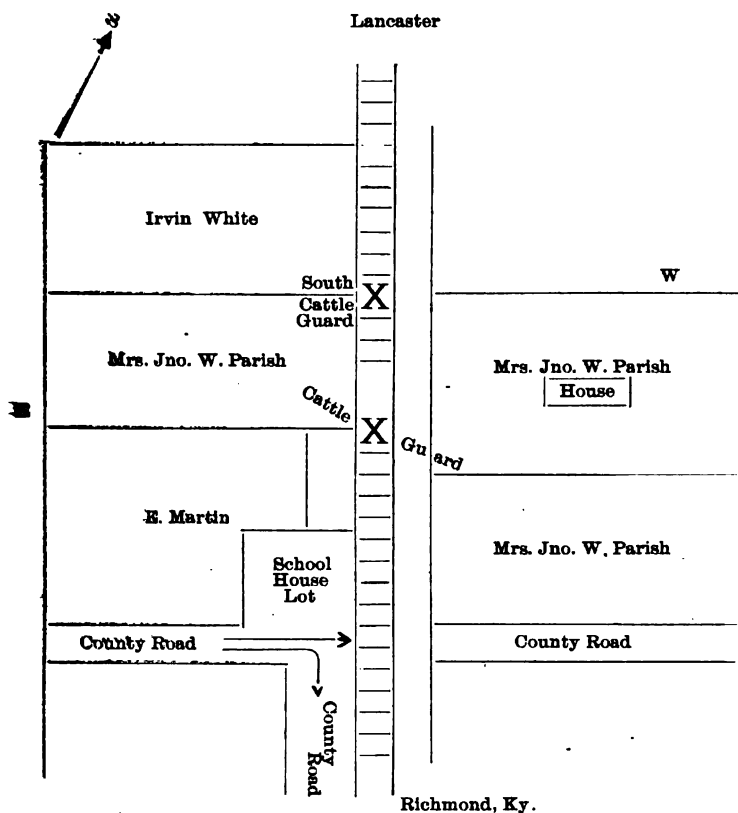 Lancaster
Irvin White
South
Cattle
Guard
X
W
Mrs. Jno. W. Parish
Mrs. Jno. W. Parish
House
Cattle
X
Guard
E. Martin
Mrs. Jno. W. Parish
School
House
Lot
County Road
County Road
County
Road
Richmond, Ky.